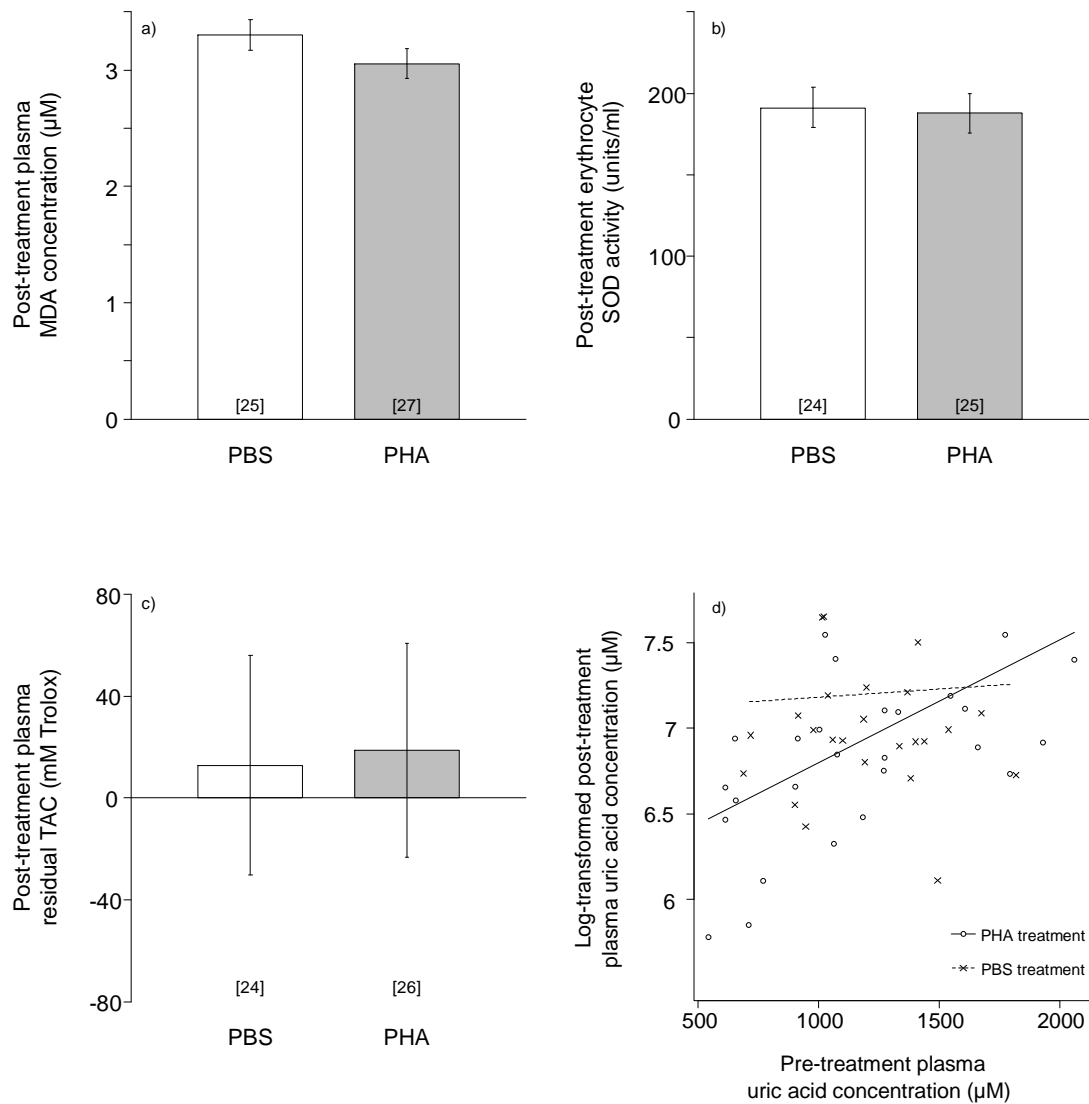 a)
Post-treatment plasma
MDA concentration (µM)
3
2
1
0
[25]
[27]
PBS
PHA
b)
Post-treatment erythrocyte
SOD activity (units/ml)
200
100
0
[24]
[25]
PBS
PHA
c)
Post-treatment plasma
residual TAC (mM Trolox)
80
40
0
-40
-80
[24]
[26]
PBS
PHA
d)
Log-transformed post-treatment
plasma uric acid concentration (µM)
7.5
7
6.5
6
PHA treatment
PBS treatment
500
1000
1500
2000
Pre-treatment plasma
uric acid concentration (µM)